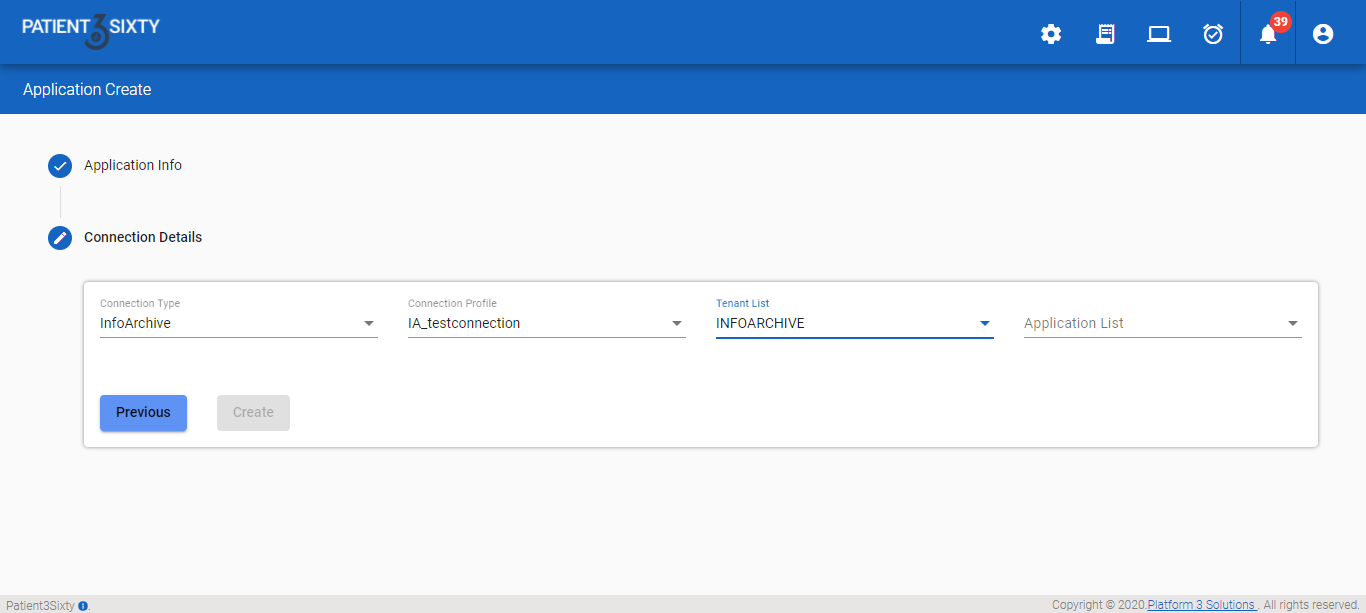 PATIENT3SIXTY
39
Application Create
Application Info
Connection Details
Connection Type Connection Profile Tenant List
InfoArchive IA_testconnection INFOARCHIVE Application List
Previous Create
Patient3Sixty Copyright © 2020 Platform 3 Solutions . All rights reserved.